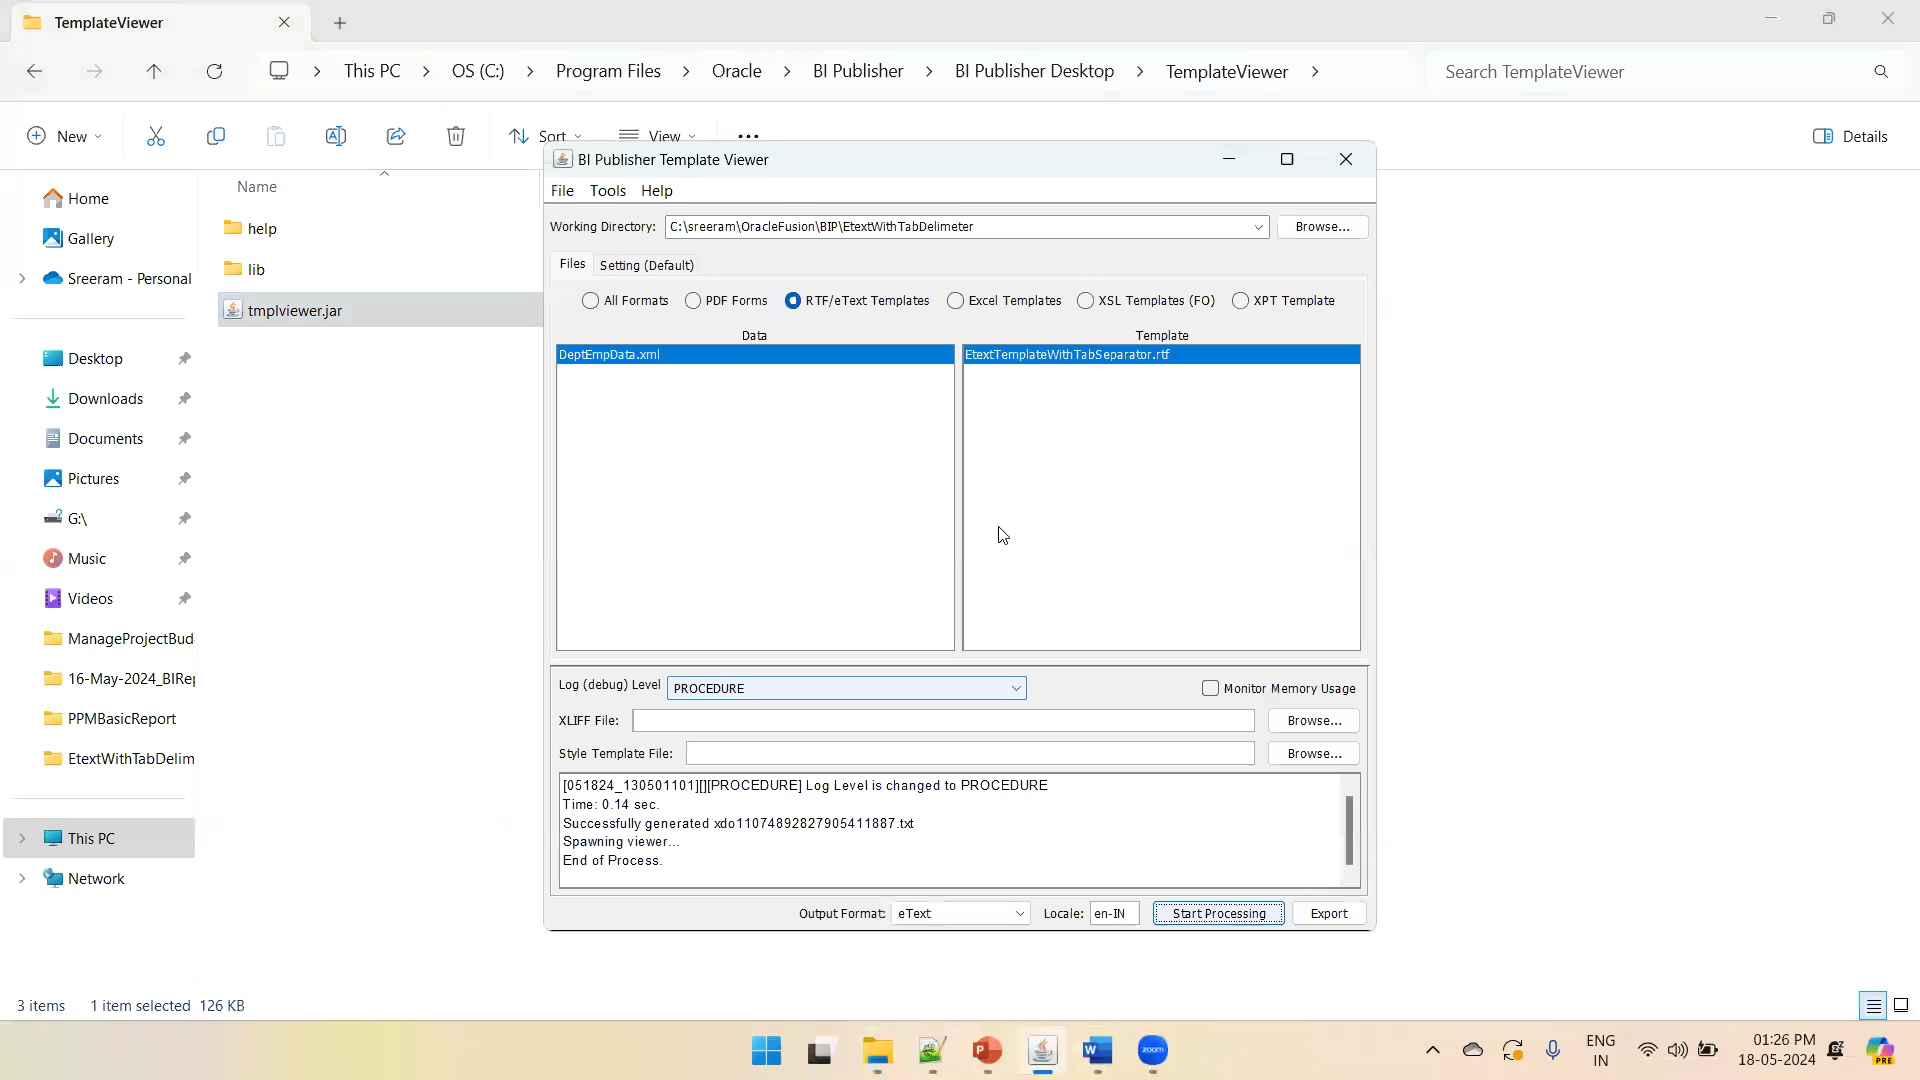 TemplateViewer
This PC > OS (C:) > Program Files > Oracle > BI Publisher > BI Publisher Desktop > TemplateViewer >
Search TemplateViewer
New
Sort
View
Details
Home
Gallery
Sreeram - Personal
Desktop
Downloads
Documents
Pictures
G:\
Music
Videos
ManageProjectBud
16-May-2024_BIRep
PPMBasicReport
EtextWithTabDelim
This PC
Network
Name
help
lib
tmplviewer.jar
BI Publisher Template Viewer
File Tools Help
Working Directory: C:\sreeram\OracleFusion\BIP\EtextWithTabDelimeter Browse...
Files Setting (Default)
All Formats PDF Forms RTF/eText Templates Excel Templates XSL Templates (FO) XPT Template
Data Template
DeptEmpData.xml EtextTemplateWithTabSeparator.rtf
Log (debug) Level PROCEDURE Monitor Memory Usage
XLIFF File: Browse...
Style Template File: Browse...
[051824_130501101][][PROCEDURE] Log Level is changed to PROCEDURE
Time: 0.14 sec.
Successfully generated xdo11074892827905411887.txt
Spawning viewer...
End of Process.
Output Format: eText Locale: en-IN Start Processing Export
3 items 1 item selected 126 KB
zoom
ENG
IN
01:26 PM
18-05-2024
PRE